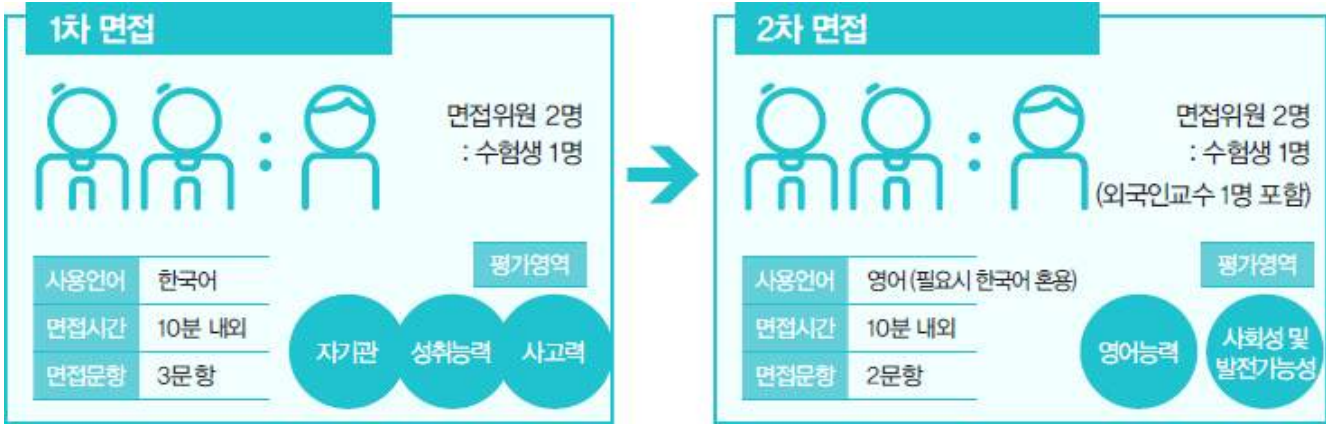 1차 면접
면접위원 2명
: 수험생 1명
사용언어 한국어
면접시간 10분 내외
면접문항 3문항
평가영역
자기관 성취능력 사고력
2차 면접
면접위원 2명
: 수험생 1명
(외국인교수 1명 포함)
사용언어 영어 (필요시 한국어 혼용)
면접시간 10분 내외
면접문항 2문항
평가영역
영어능력
사회성 및
발전가능성